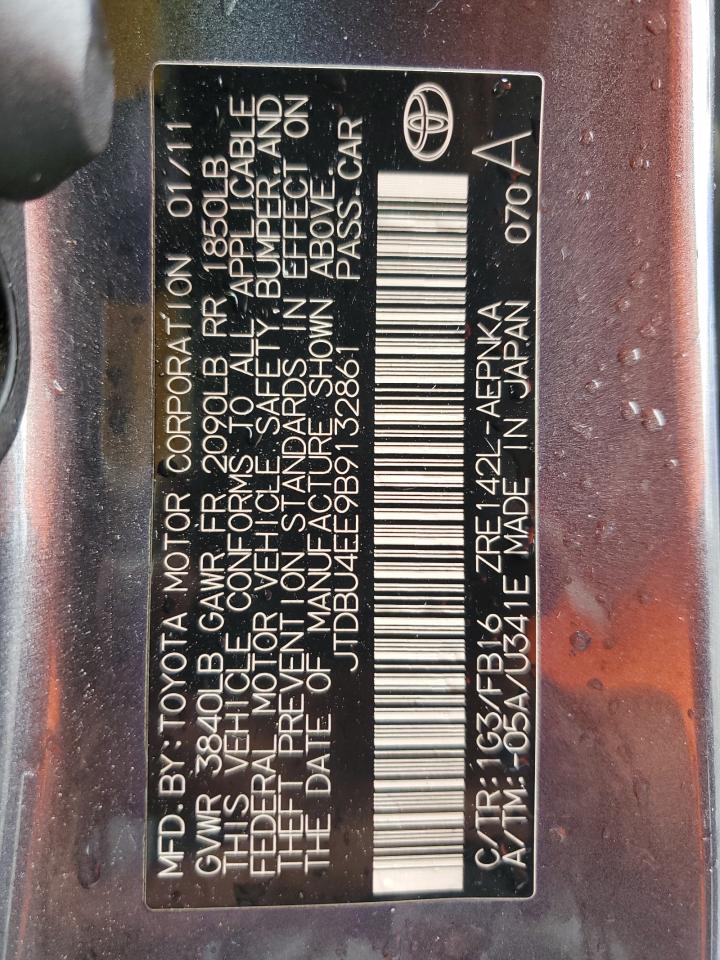 MFD.BY:TOYOTA MOTOR CORPORATION 01/11
GVWR 3840LB GAWR FR 2090LB RR 1850LB
THIS VEHICLE CONFORMS TO ALL APPLICABLE
FEDERAL MOTOR VEHICLE SAFETY,BUMPER,AND
THEFT PREVENTION STANDARDS IN EFFECT ON
THE DATE OF MANUFACTURE SHOWN ABOVE.
JTDBU4EE9B9132861 PASS.CAR
C/TR:1G3/FB16 ZRE142L-AEPNKA
A/TM:-05A/U341E MADE IN JAPAN 070A